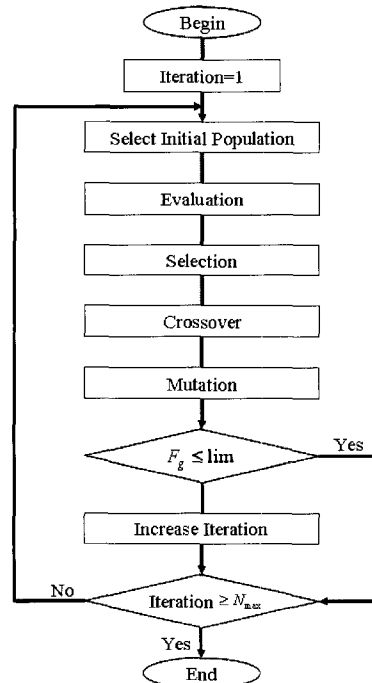 Begin
Iteration=1
Select Initial Population
Evaluation
Selection
Crossover
Mutation
F_g ≤ lim
Yes
Increase Iteration
No
Iteration ≥ N_max
Yes
End